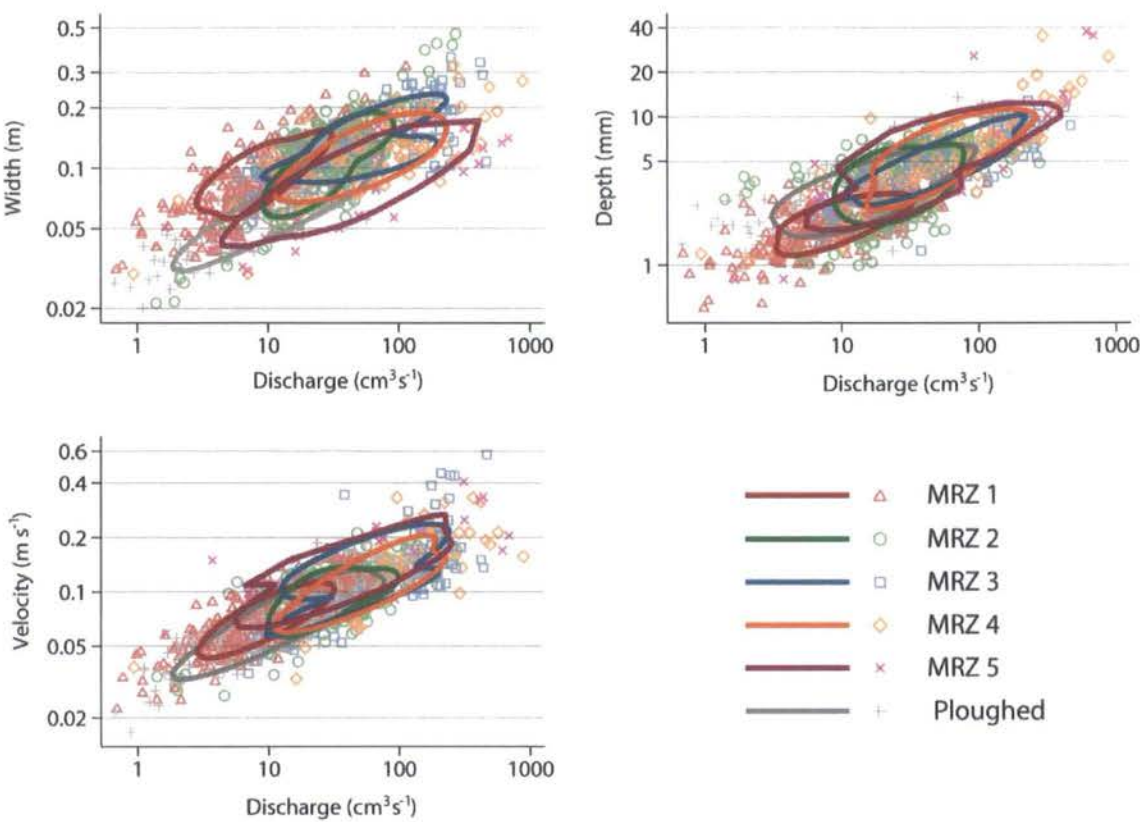 0.5
0.3
0.2
0.1
0.05
0.02
Width (m)
1 10 100 1000
Discharge (cm³s⁻¹)
40
20
10
5
1
Depth (mm)
1 10 100 1000
Discharge (cm³s⁻¹)
0.6
0.4
0.2
0.1
0.05
0.02
Velocity (m s⁻¹)
1 10 100 1000
Discharge (cm³s⁻¹)
MRZ 1
MRZ 2
MRZ 3
MRZ 4
MRZ 5
Ploughed